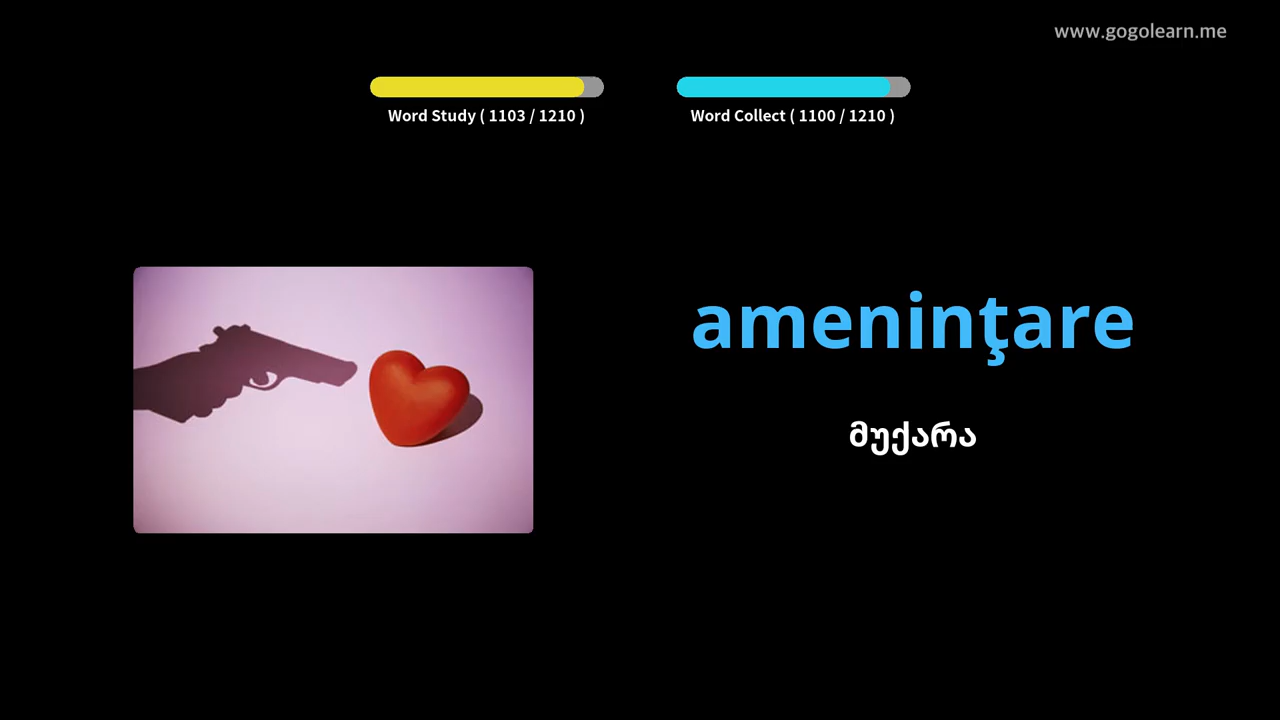 www.gogolearn.me
Word Study ( 1103 / 1210 )
Word Collect ( 1100 / 1210 )
ameninţare
მუქარა